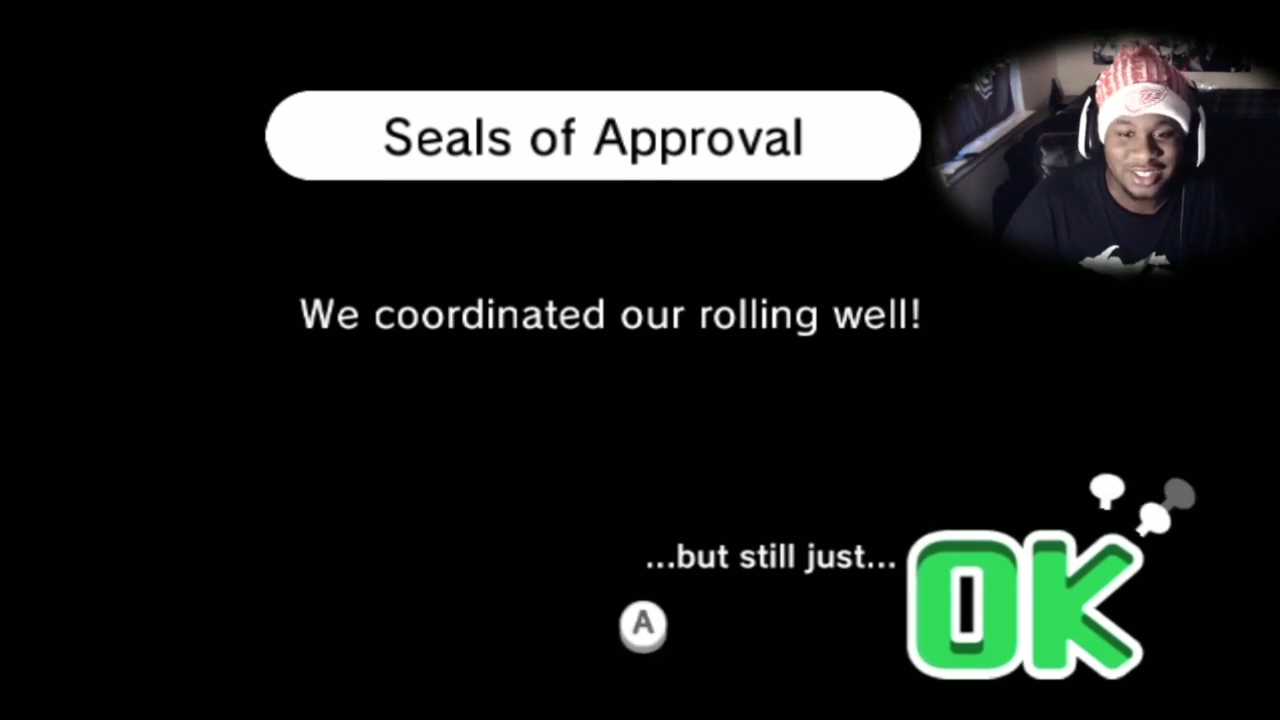 Seals of Approval
We coordinated our rolling well!
...but still just...
OK
A